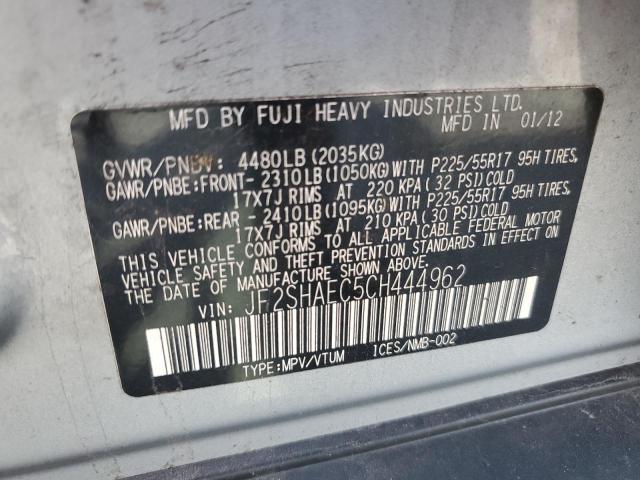 MFD BY FUJI HEAVY INDUSTRIES LTD.
MFD IN 01/12
GVWR/PNBV: 4480LB(2035KG)
GAWR/PNBE:FRONT- 2310LB(1050KG)WITH P225/55R17 95H TIRES,
17X7J RIMS AT 220 KPA( 32 PSI)COLD
GAWR/PNBE:REAR - 2410LB(1095KG)WITH P225/55R17 95H TIRES,
17X7J RIMS AT 210 KPA( 30 PSI)COLD
THIS VEHICLE CONFORMS TO ALL APPLICABLE FEDERAL MOTOR
VEHICLE SAFETY AND THEFT PREVENTION STANDARDS IN EFFECT ON
THE DATE OF MANUFACTURE SHOWN ABOVE.
VIN: JF2SHAEC5CH444962
TYPE:MPV/VTUM ICES/NMB-002